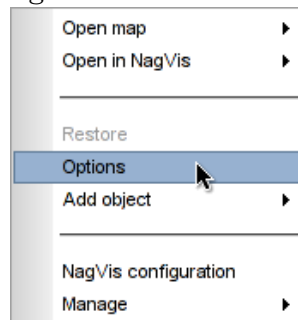 Open map
Open in NagVis
Restore
Options
Add object
NagVis configuration
Manage